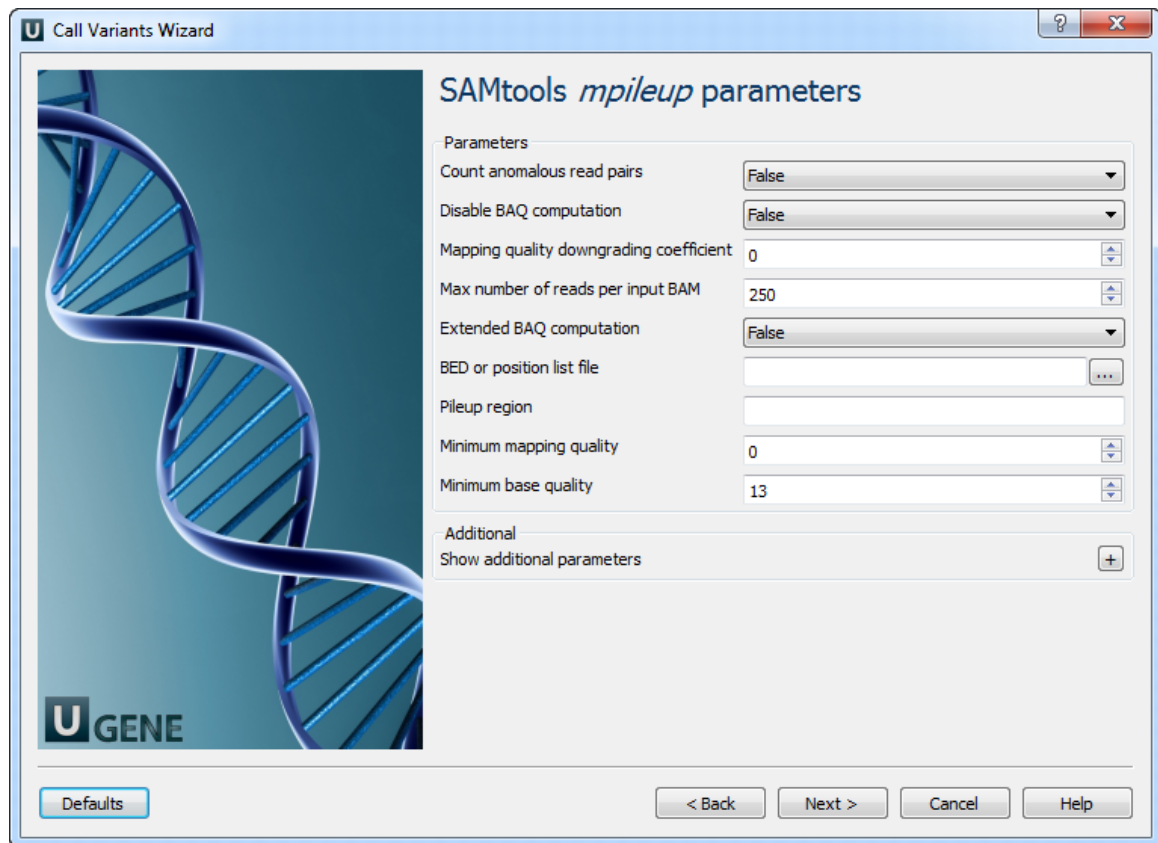 U Call Variants Wizard
?
X
SAMtools mpileup parameters
Parameters
Count anomalous read pairs False
Disable BAQ computation False
Mapping quality downgrading coefficient 0
Max number of reads per input BAM 250
Extended BAQ computation False
BED or position list file ...
Pileup region
Minimum mapping quality 0
Minimum base quality 13
Additional
Show additional parameters +
U GENE
Defaults < Back Next > Cancel Help